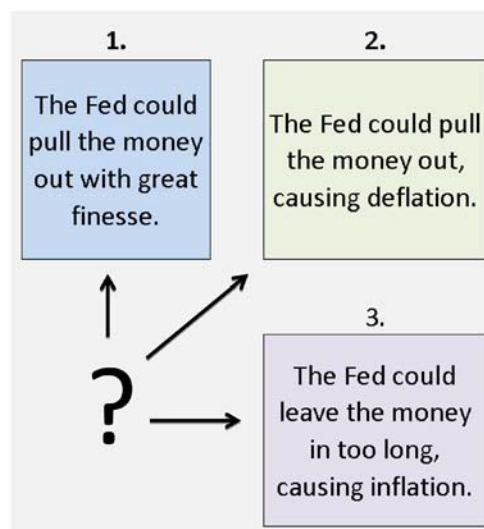 1.
The Fed could
pull the money
out with great
finesse.
2.
The Fed could pull
the money out,
causing deflation.
3.
The Fed could
leave the money
in too long,
causing inflation.
?